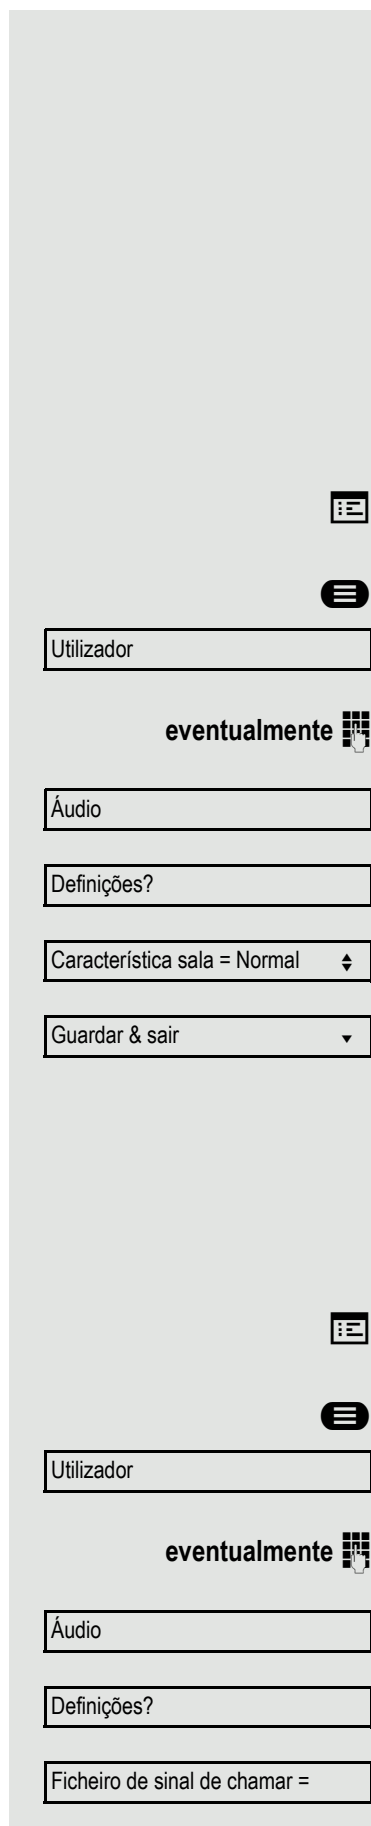 Utilizador
eventualmente
Áudio
Definições?
Característica sala = Normal
Guardar & sair
Utilizador
eventualmente
Áudio
Definições?
Ficheiro de sinal de chamar =